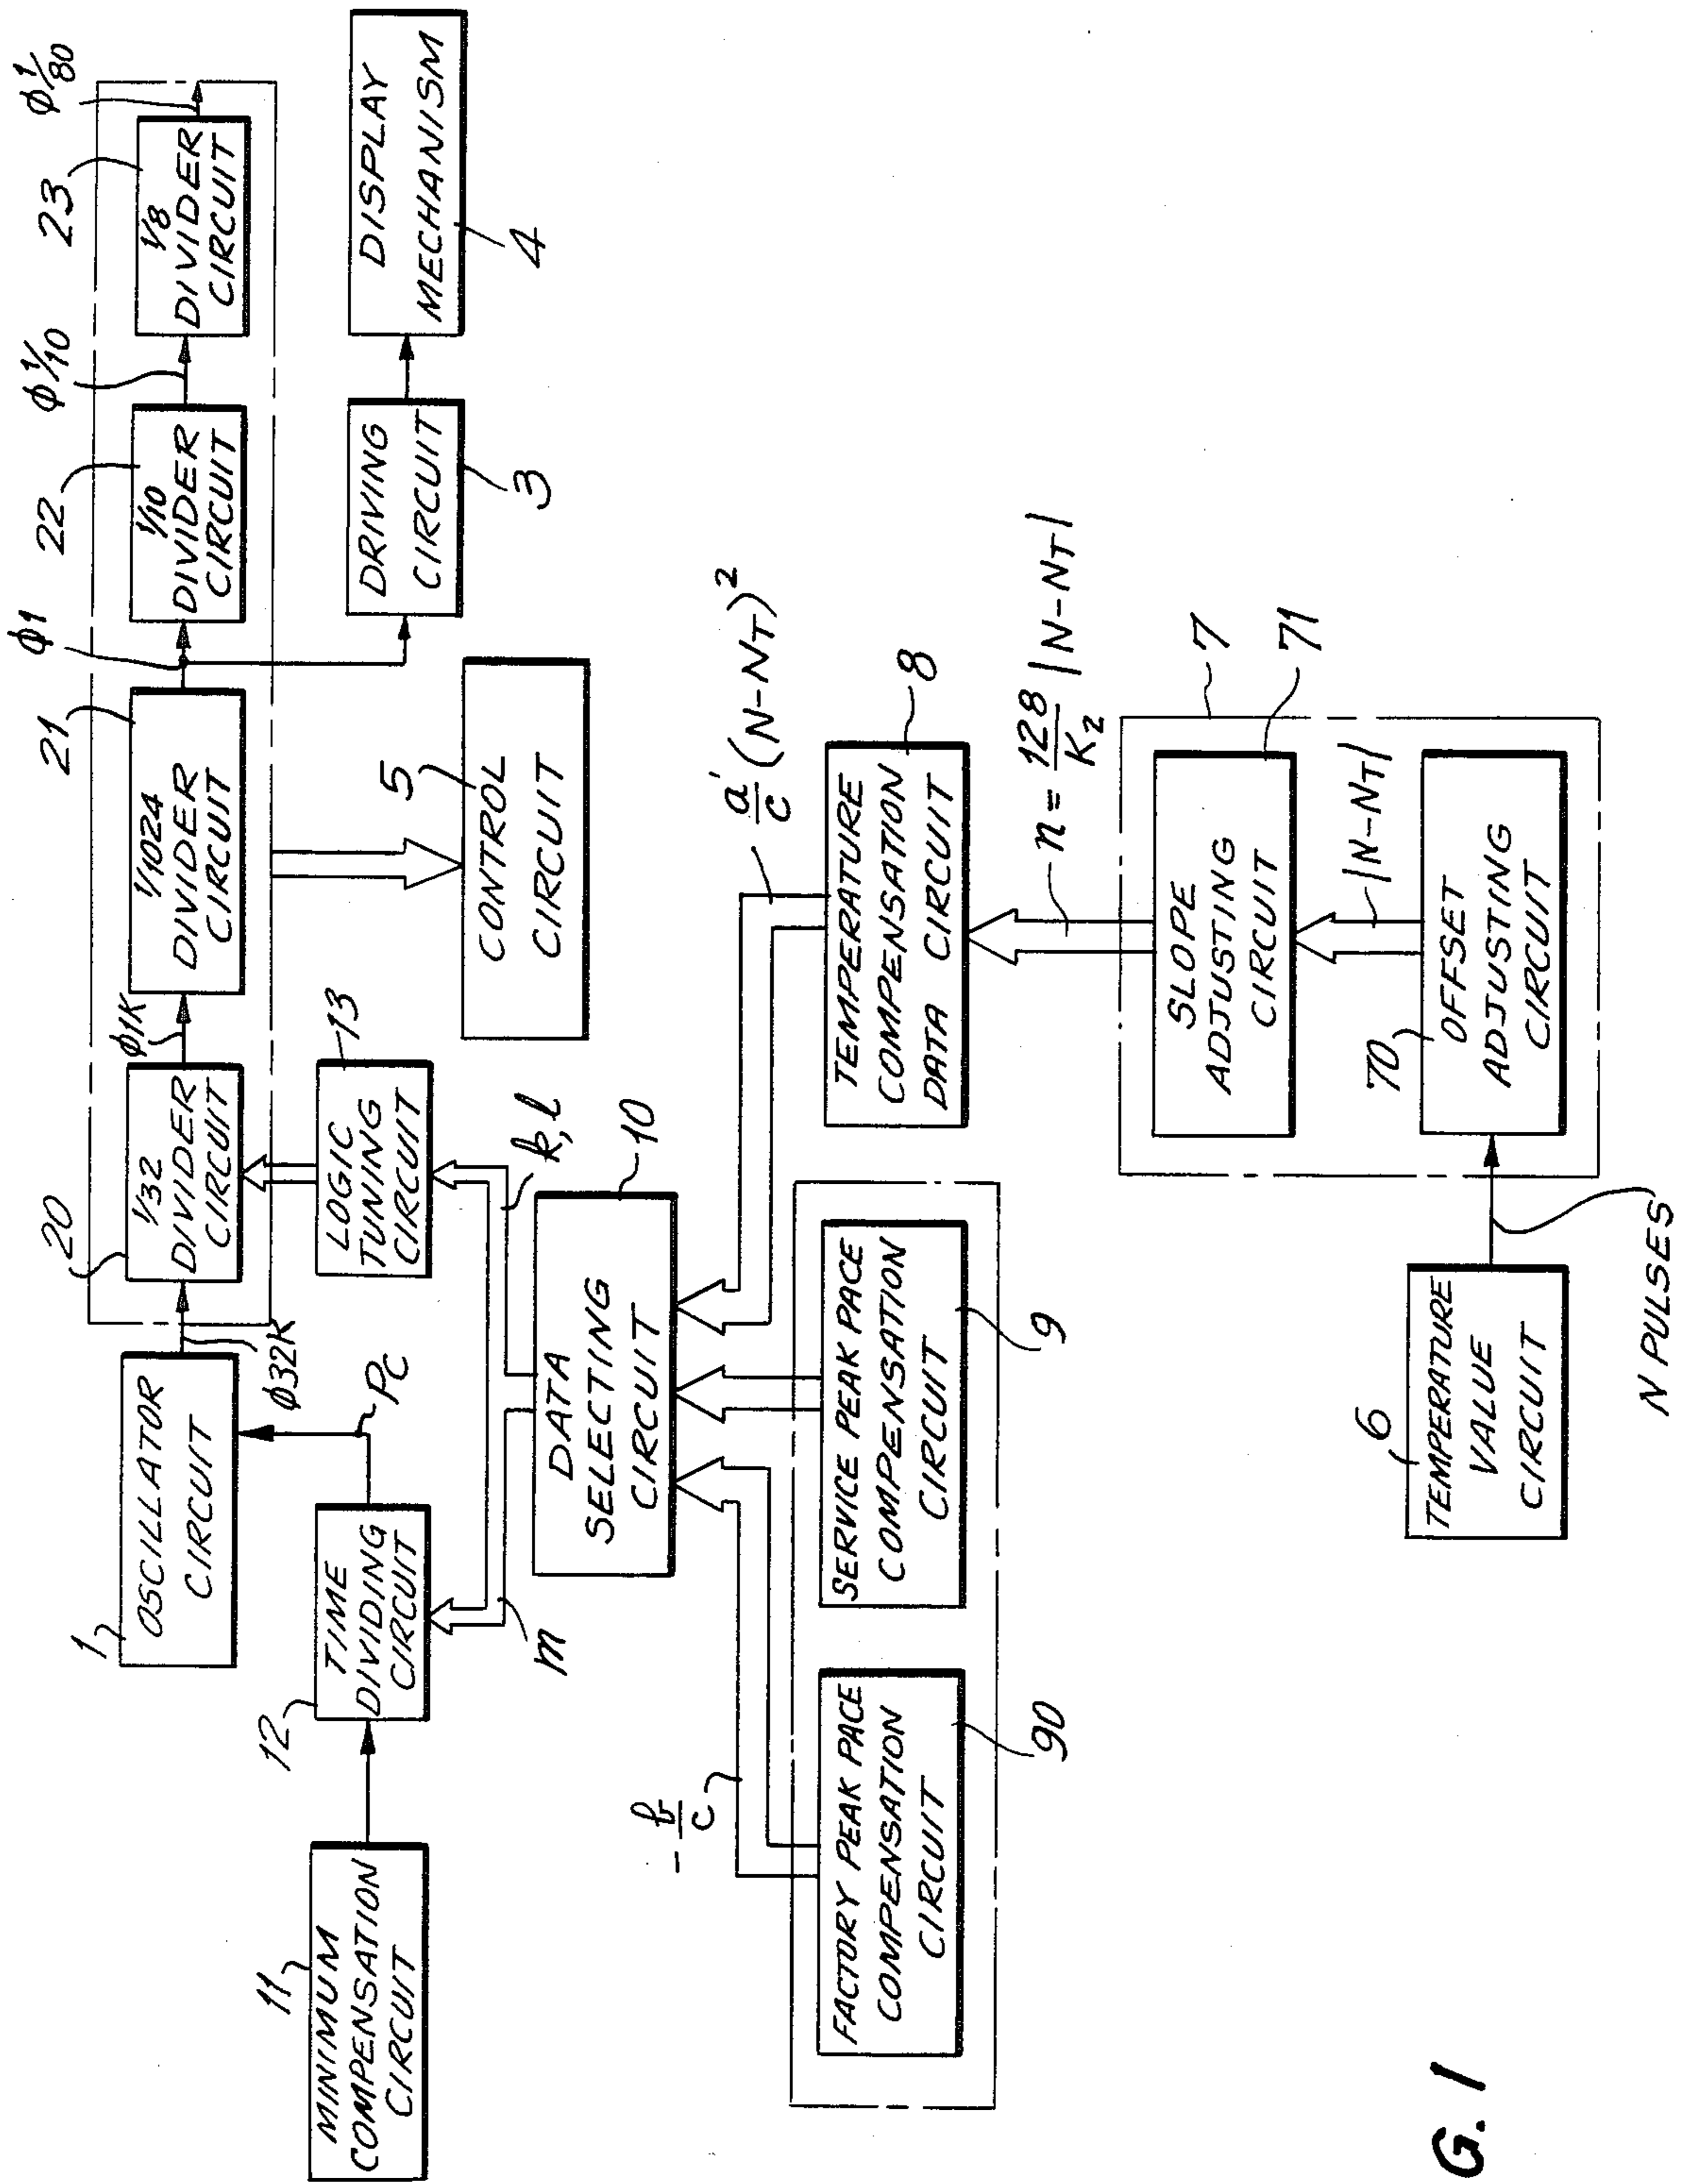 1
OSCILLATOR
CIRCUIT
φ32K
20
1/32
DIVIDER
CIRCUIT
φ1K
21
1/1024
DIVIDER
CIRCUIT
φ1
22
1/10
DIVIDER
CIRCUIT
φ1/10
23
1/8
DIVIDER
CIRCUIT
φ1/80
11
MINIMUM
COMPENSATION
CIRCUIT
12
TIME
DIVIDING
CIRCUIT
PC
LOGIC
TUNING
CIRCUIT
13
DRIVING
CIRCUIT
3
DISPLAY
MECHANISM
4
5
CONTROL
CIRCUIT
m
k, l
DATA
SELECTING
CIRCUIT
10
a'/c (N-NT)²
FACTORY PEAK PACE
COMPENSATION
CIRCUIT
90
SERVICE PEAK PACE
COMPENSATION
CIRCUIT
9
TEMPERATURE
COMPENSATION
DATA CIRCUIT
8
n = 128/K2 |N-NT|
7
SLOPE
ADJUSTING
CIRCUIT
71
|N-NT|
70
OFFSET
ADJUSTING
CIRCUIT
6
TEMPERATURE
VALUE
CIRCUIT
N PULSES
G. 1